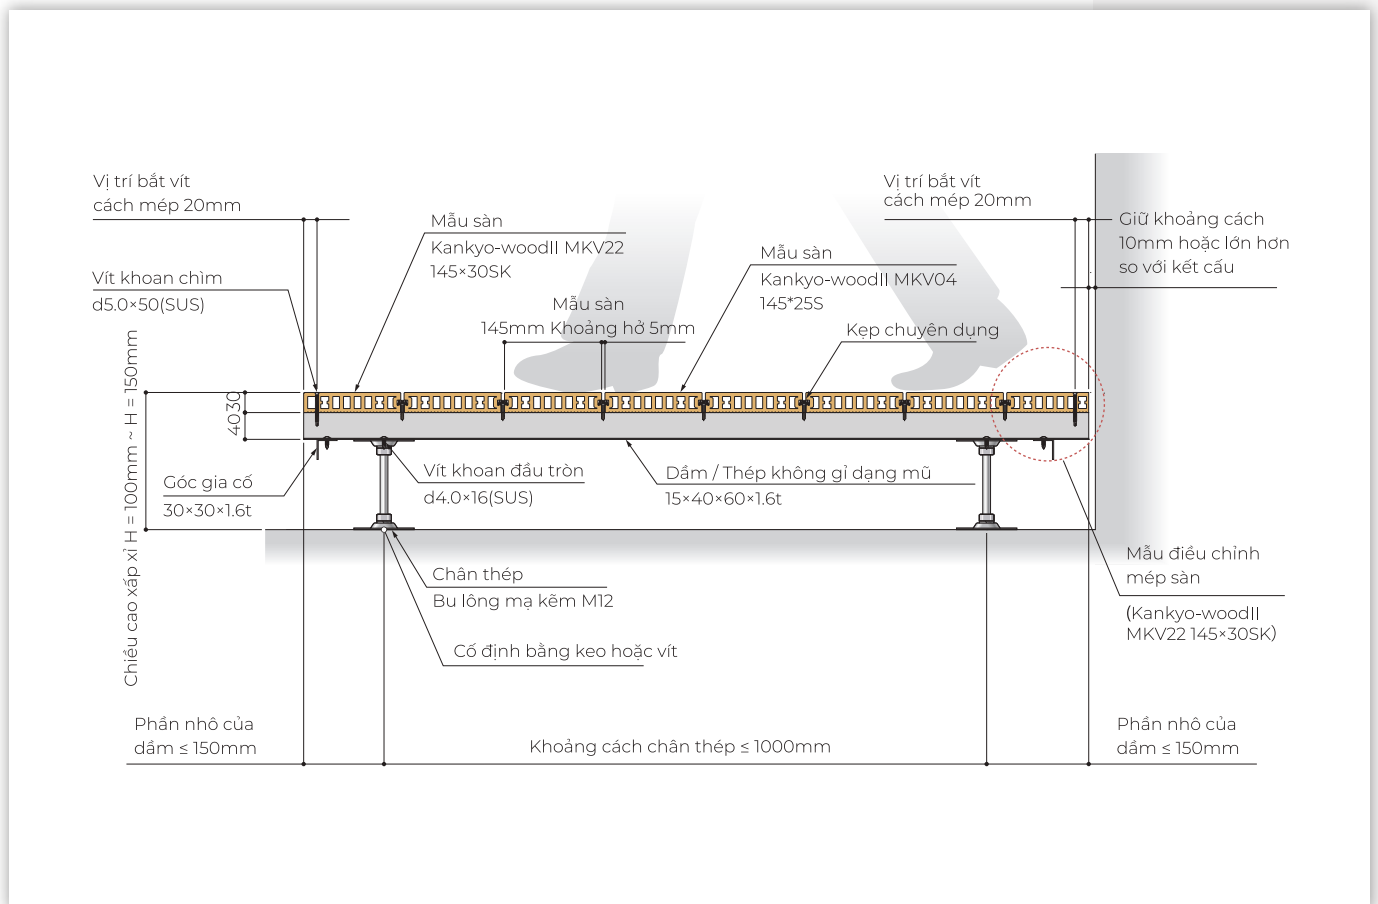 Vị trí bắt vít
cách mép 20mm
Mẫu sàn
Kankyo-woodII MKV22
145×30SK
Vít khoan chìm
d5.0×50(SUS)
Mẫu sàn
145mm Khoảng hở 5mm
Mẫu sàn
Kankyo-woodII MKV04
145*25S
Kẹp chuyên dụng
Vị trí bắt vít
cách mép 20mm
Giữ khoảng cách
10mm hoặc lớn hơn
so với kết cấu
Chiều cao xấp xỉ H = 100mm ~ H = 150mm
30
40
Góc gia cố
30×30×1.6t
Vít khoan đầu tròn
d4.0×16(SUS)
Dầm / Thép không gỉ dạng mũ
15×40×60×1.6t
Chân thép
Bu lông mạ kẽm M12
Cố định bằng keo hoặc vít
Mẫu điều chỉnh
mép sàn
(Kankyo-woodII
MKV22 145×30SK)
Phần nhô của
dầm ≤ 150mm
Khoảng cách chân thép ≤ 1000mm
Phần nhô của
dầm ≤ 150mm